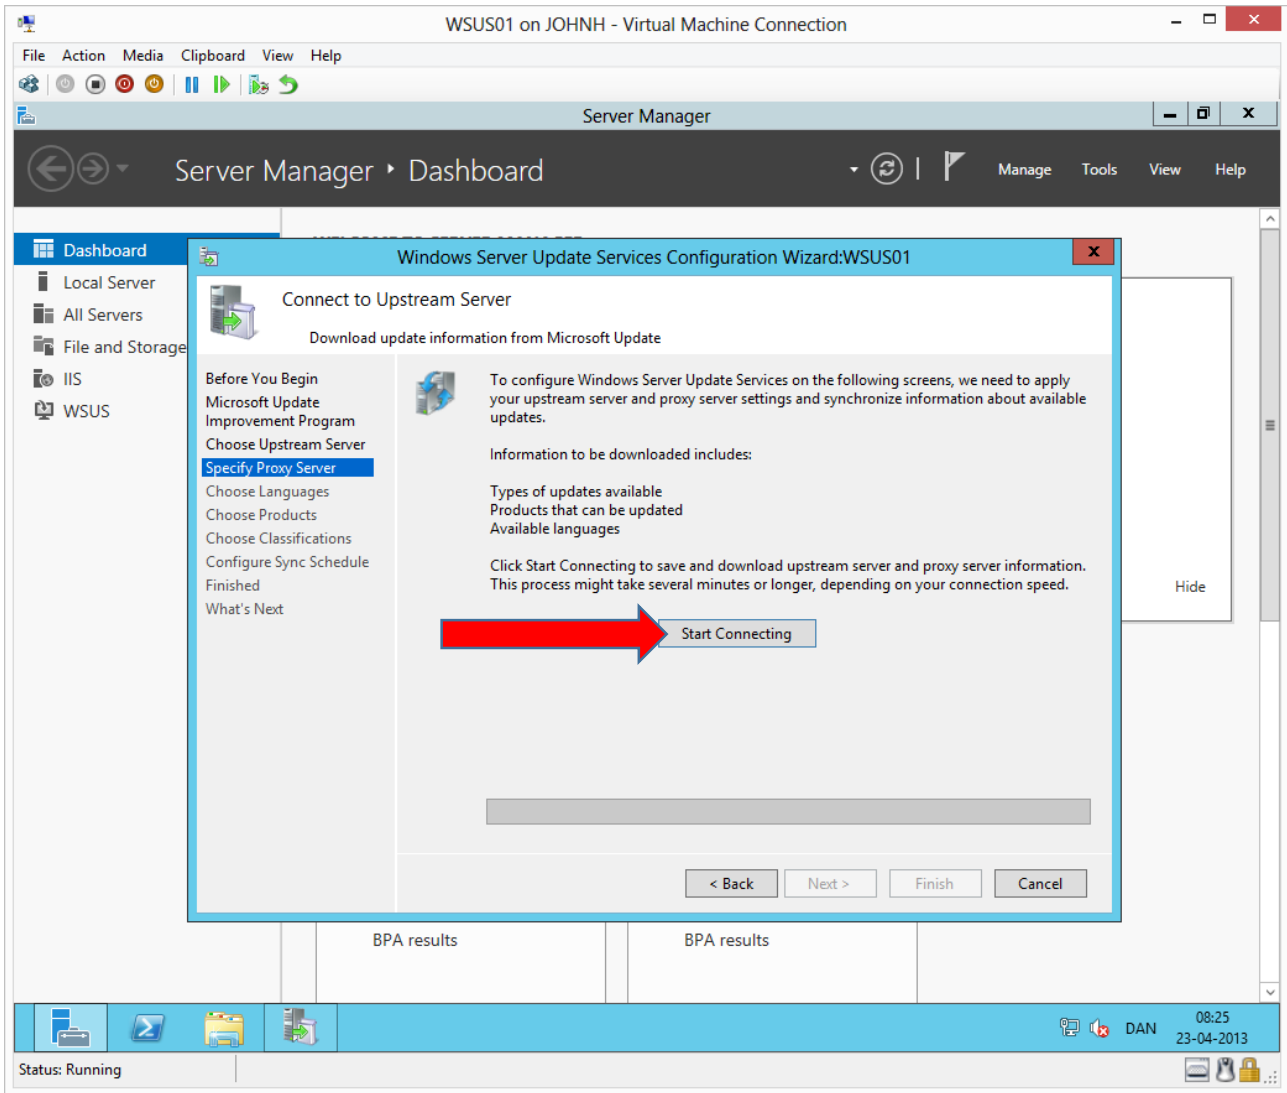 WSUS01 on JOHNH - Virtual Machine Connection
File Action Media Clipboard View Help
Server Manager
Server Manager ‣ Dashboard
Manage Tools View Help
Dashboard
Local Server
All Servers
File and Storage
IIS
WSUS
Windows Server Update Services Configuration Wizard:WSUS01
Connect to Upstream Server
Download update information from Microsoft Update
Before You Begin
Microsoft Update
Improvement Program
Choose Upstream Server
Specify Proxy Server
Choose Languages
Choose Products
Choose Classifications
Configure Sync Schedule
Finished
What's Next
To configure Windows Server Update Services on the following screens, we need to apply
your upstream server and proxy server settings and synchronize information about available
updates.
Information to be downloaded includes:
Types of updates available
Products that can be updated
Available languages
Click Start Connecting to save and download upstream server and proxy server information.
This process might take several minutes or longer, depending on your connection speed.
Start Connecting
Hide
< Back Next > Finish Cancel
BPA results BPA results
DAN
08:25
23-04-2013
Status: Running